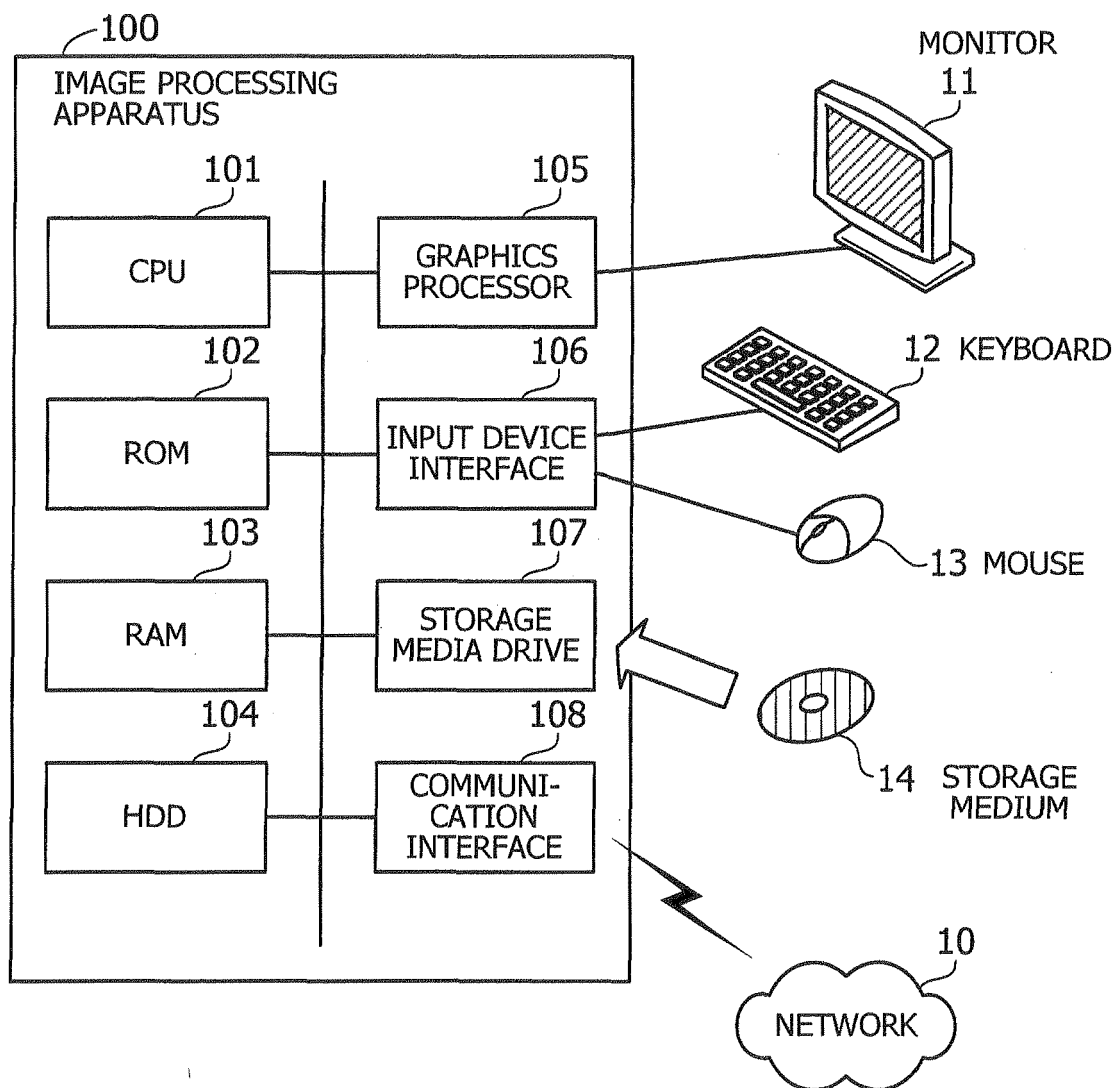 100
IMAGE PROCESSING
APPARATUS
101
CPU
102
ROM
103
RAM
104
HDD
105
GRAPHICS
PROCESSOR
106
INPUT DEVICE
INTERFACE
107
STORAGE
MEDIA DRIVE
108
COMMUNI-
CATION
INTERFACE
MONITOR
11
12 KEYBOARD
13 MOUSE
14 STORAGE
MEDIUM
10
NETWORK